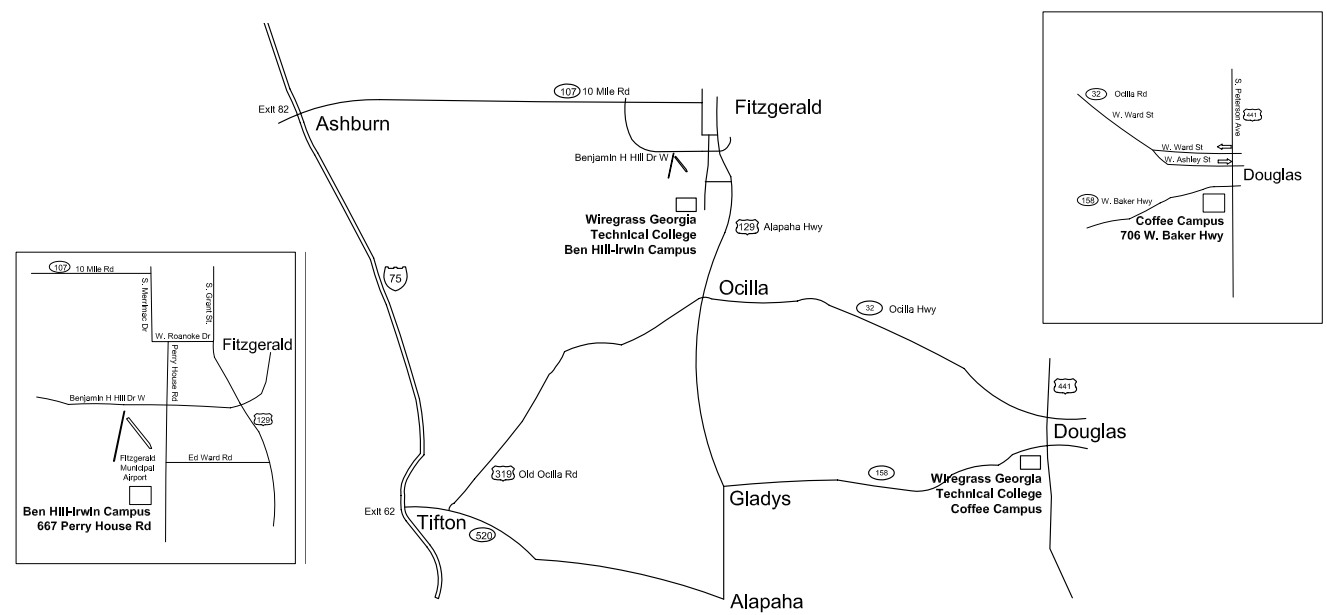 Exit 82
Ashburn
107 10 Mile Rd
Fitzgerald
Benjamin H Hill Dr W
Wiregrass Georgia
Technical College
Ben Hill-Irwin Campus
129 Alapaha Hwy
75
Ocilla
32 Ocilla Hwy
441
Douglas
319 Old Ocilla Rd
158
Wiregrass Georgia
Technical College
Coffee Campus
Gladys
Exit 62
Tifton
520
Alapaha
32 Ocilla Rd
W. Ward St
S. Peterson Ave
441
W. Ward St
W. Ashley St
Douglas
158 W. Baker Hwy
Coffee Campus
706 W. Baker Hwy
107 10 Mile Rd
S. Merrimac Dr
S. Grant St.
W. Roanoke Dr
Fitzgerald
Perry House Rd
Benjamin H Hill Dr W
129
Fitzgerald
Municipal
Airport
Ed Ward Rd
Ben Hill-Irwin Campus
667 Perry House Rd